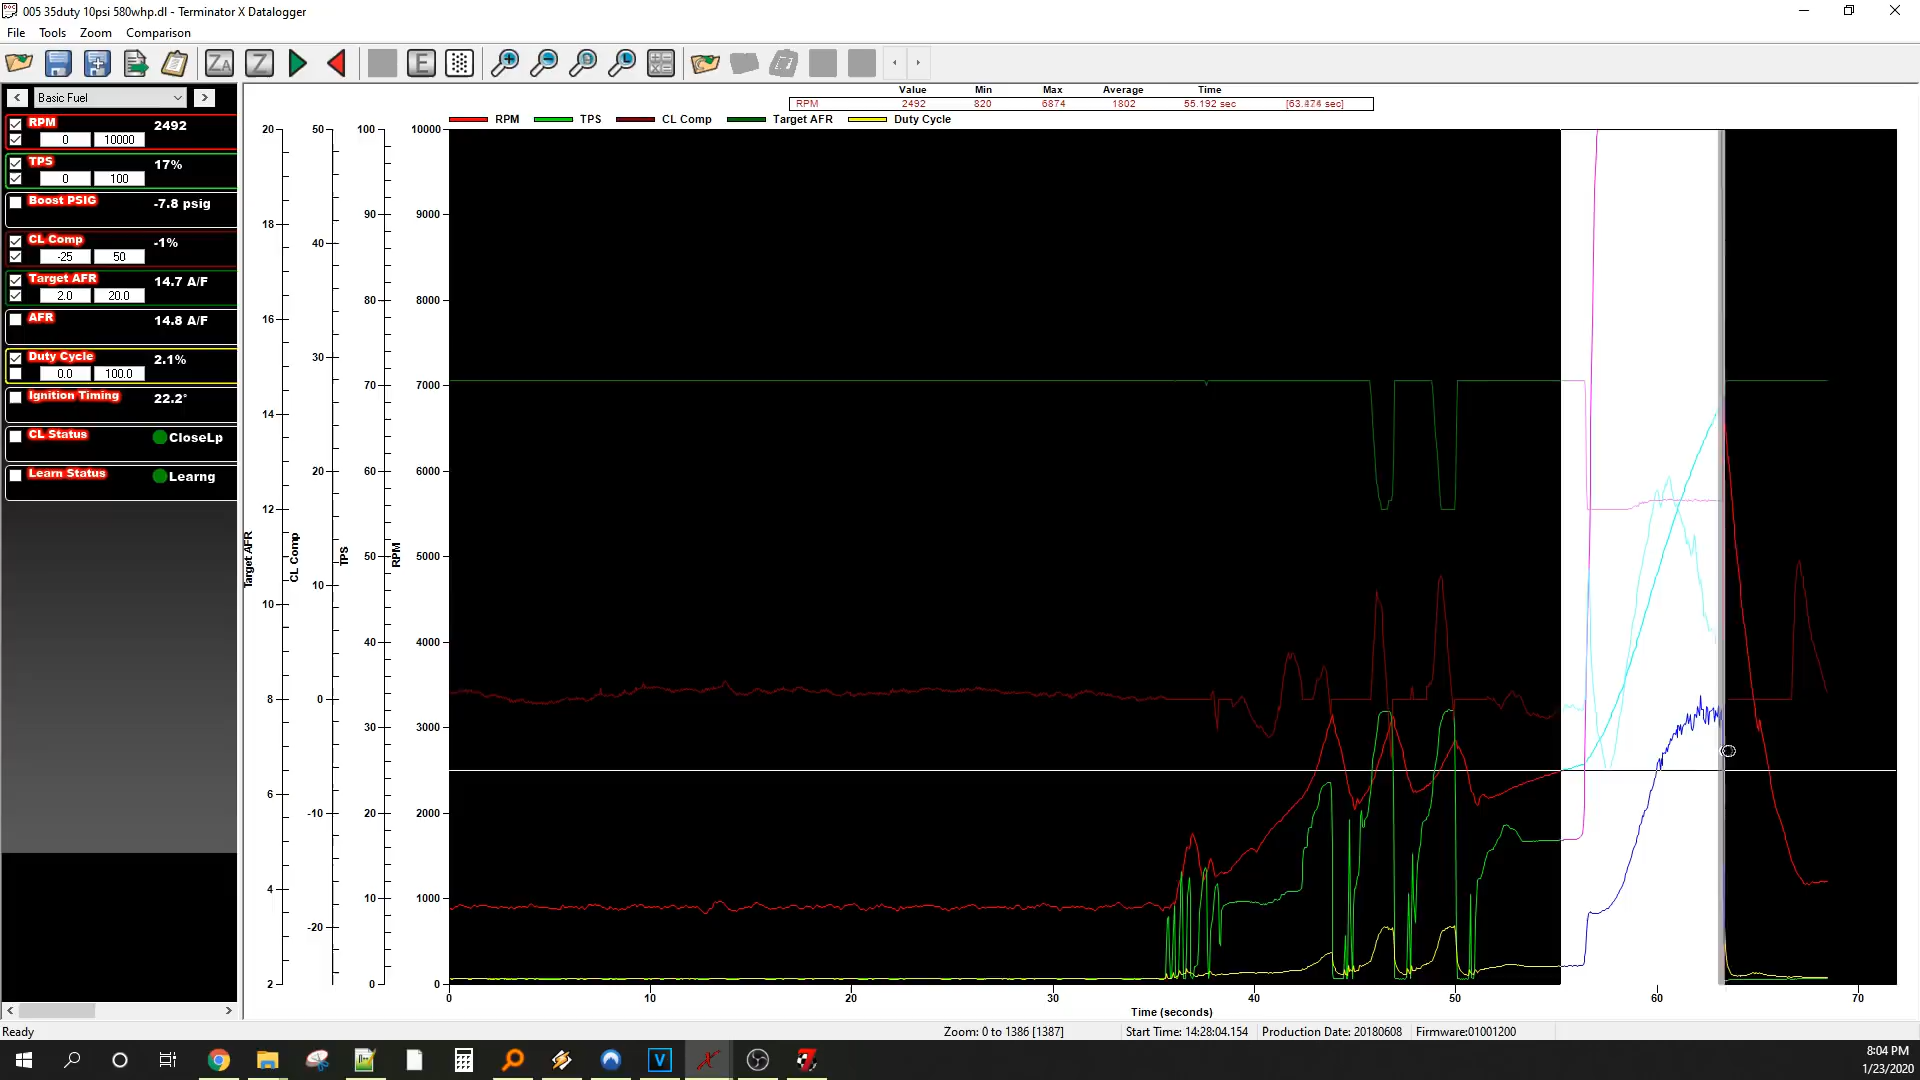 005 35duty 10psi 580whp.dl - Terminator X Datalogger
File Tools Zoom Comparison
Basic Fuel
RPM 2492
0 10000
TPS 17%
0 100
Boost PSIG -7.8 psig
CL Comp -1%
-25 50
Target AFR 14.7 A/F
2.0 20.0
AFR 14.8 A/F
Duty Cycle 2.1%
0.0 100.0
Ignition Timing 22.2°
CL Status CloseLp
Learn Status Learng
Value Min Max Average Time
RPM 2492 820 6874 1802 55.192 sec [63.474 sec]
RPM TPS CL Comp Target AFR Duty Cycle
20 50 100 10000
90 9000
18
40
80 8000
16
30
70 7000
14
20 60 6000
12
50 5000
Target AFR CL Comp TPS RPM
10
10
40 4000
8 0
30 3000
6
-10 20 2000
4
10 1000
-20
2 0 0
0 10 20 30 40 50 60 70
Time (seconds)
Ready
Zoom: 0 to 1386 [1387] Start Time: 14:28:04.154 Production Date: 20180608 Firmware:01001200
8:04 PM
1/23/2020